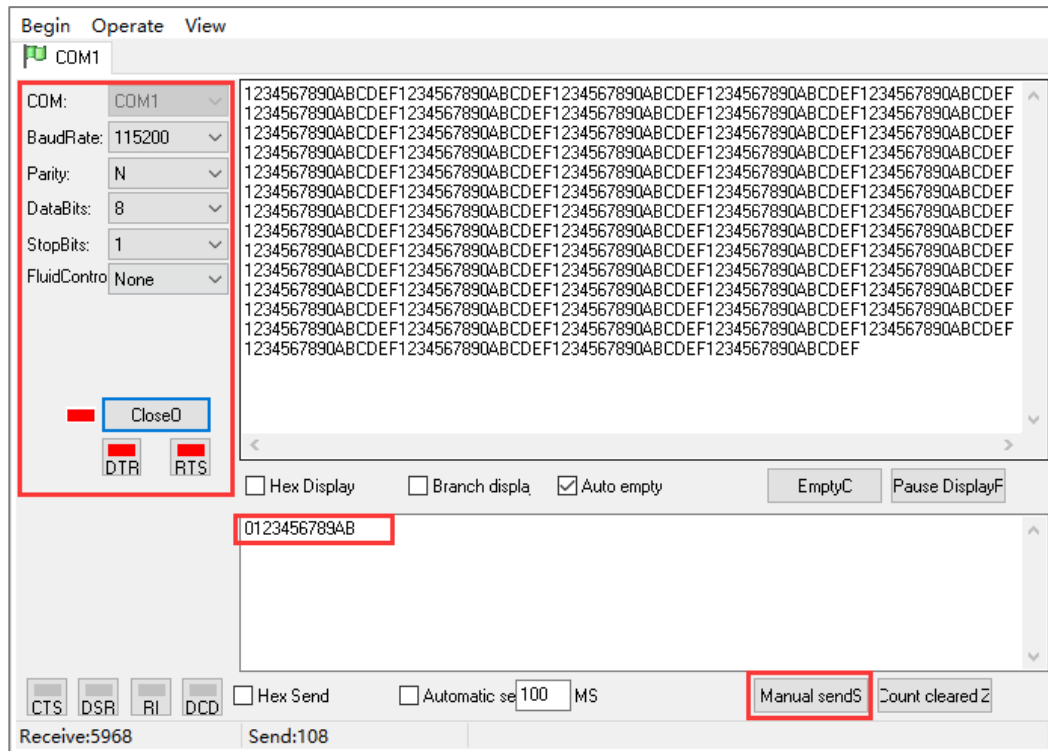 Begin Operate View
COM1
COM: COM1
BaudRate: 115200
Parity: N
DataBits: 8
StopBits: 1
FluidContro None
CloseO
DTR RTS
1234567890ABCDEF1234567890ABCDEF1234567890ABCDEF1234567890ABCDEF1234567890ABCDEF
1234567890ABCDEF1234567890ABCDEF1234567890ABCDEF1234567890ABCDEF1234567890ABCDEF
1234567890ABCDEF1234567890ABCDEF1234567890ABCDEF1234567890ABCDEF1234567890ABCDEF
1234567890ABCDEF1234567890ABCDEF1234567890ABCDEF1234567890ABCDEF1234567890ABCDEF
1234567890ABCDEF1234567890ABCDEF1234567890ABCDEF1234567890ABCDEF1234567890ABCDEF
1234567890ABCDEF1234567890ABCDEF1234567890ABCDEF1234567890ABCDEF1234567890ABCDEF
1234567890ABCDEF1234567890ABCDEF1234567890ABCDEF1234567890ABCDEF1234567890ABCDEF
1234567890ABCDEF1234567890ABCDEF1234567890ABCDEF1234567890ABCDEF1234567890ABCDEF
1234567890ABCDEF1234567890ABCDEF1234567890ABCDEF1234567890ABCDEF1234567890ABCDEF
1234567890ABCDEF1234567890ABCDEF1234567890ABCDEF1234567890ABCDEF1234567890ABCDEF
1234567890ABCDEF1234567890ABCDEF1234567890ABCDEF1234567890ABCDEF1234567890ABCDEF
1234567890ABCDEF1234567890ABCDEF1234567890ABCDEF1234567890ABCDEF1234567890ABCDEF
1234567890ABCDEF1234567890ABCDEF1234567890ABCDEF1234567890ABCDEF1234567890ABCDEF
1234567890ABCDEF1234567890ABCDEF1234567890ABCDEF1234567890ABCDEF
Hex Display Branch displa Auto empty EmptyC Pause DisplayF
0123456789AB
CTS DSR RI DCD Hex Send Automatic se 100 MS Manual sendS Count cleared Z
Receive:5968 Send:108